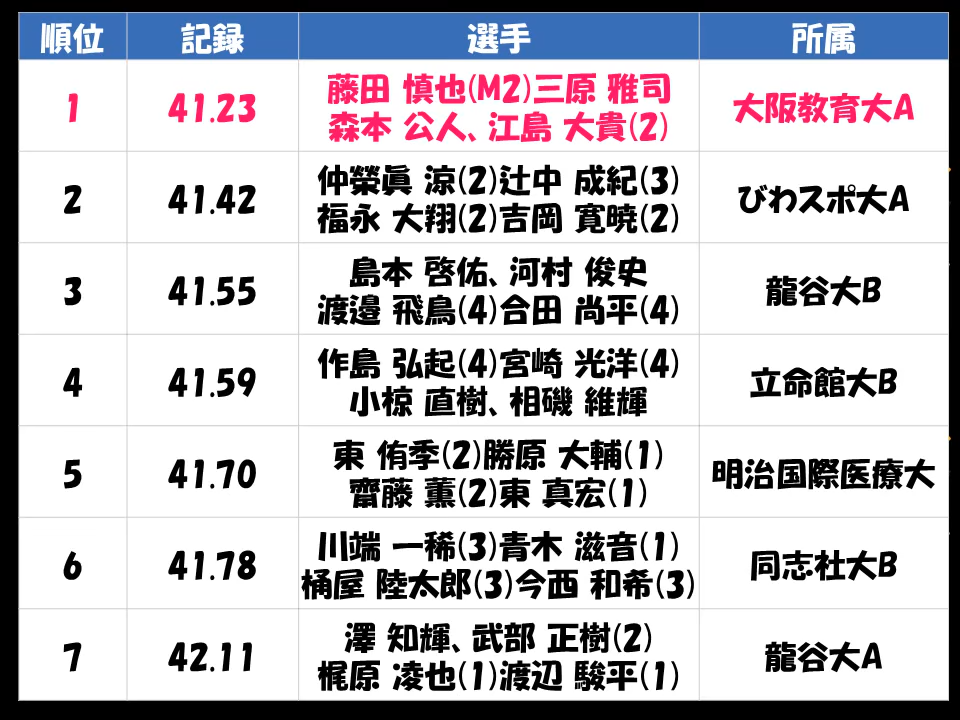 順位 記録 選手 所属
1 41.23 藤田 慎也(M2)三原 雅司 大阪教育大A
森本 公人、江島 大貴(2)
2 41.42 仲榮眞 涼(2)辻中 成紀(3) びわスポ大A
福永 大翔(2)吉岡 寛暁(2)
3 41.55 島本 啓佑、河村 俊史 龍谷大B
渡邉 飛鳥(4)合田 尚平(4)
4 41.59 作島 弘起(4)宮崎 光洋(4) 立命館大B
小椋 直樹、相磯 維輝
5 41.70 東 侑季(2)勝原 大輔(1) 明治国際医療大
齋藤 薫(2)東 真宏(1)
6 41.78 川端 一稀(3)青木 滋音(1) 同志社大B
桶屋 陸太郎(3)今西 和希(3)
7 42.11 澤 知輝、武部 正樹(2) 龍谷大A
梶原 凌也(1)渡辺 駿平(1)